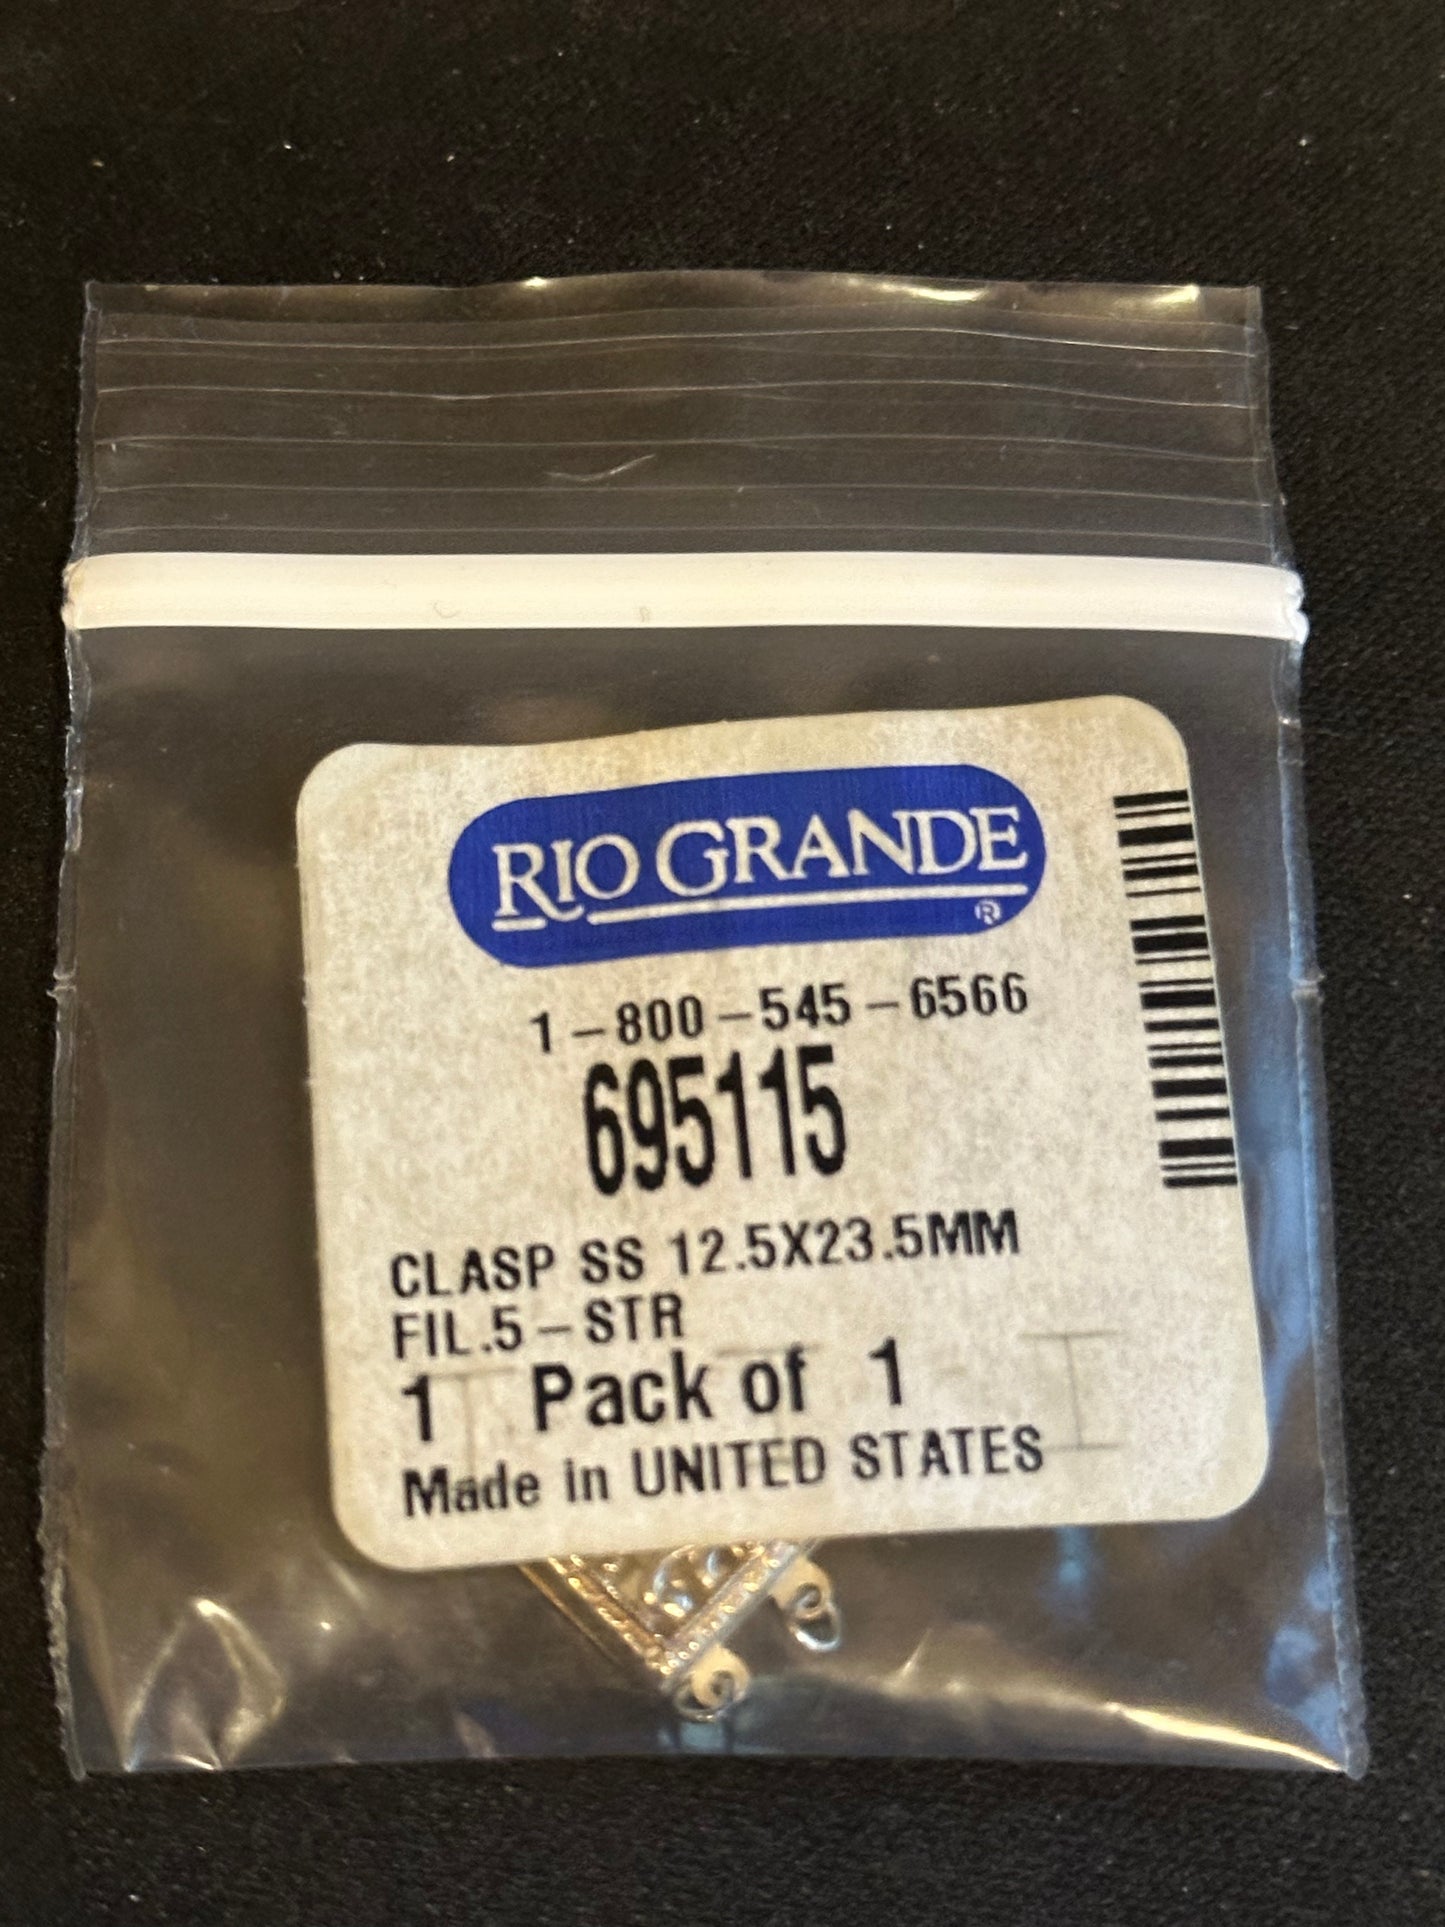 RIO GRANDE
®
1-800-545-6566
695115
CLASP SS 12.5X23.5MM
FIL.5-STR
1 Pack of 1
Made in UNITED STATES